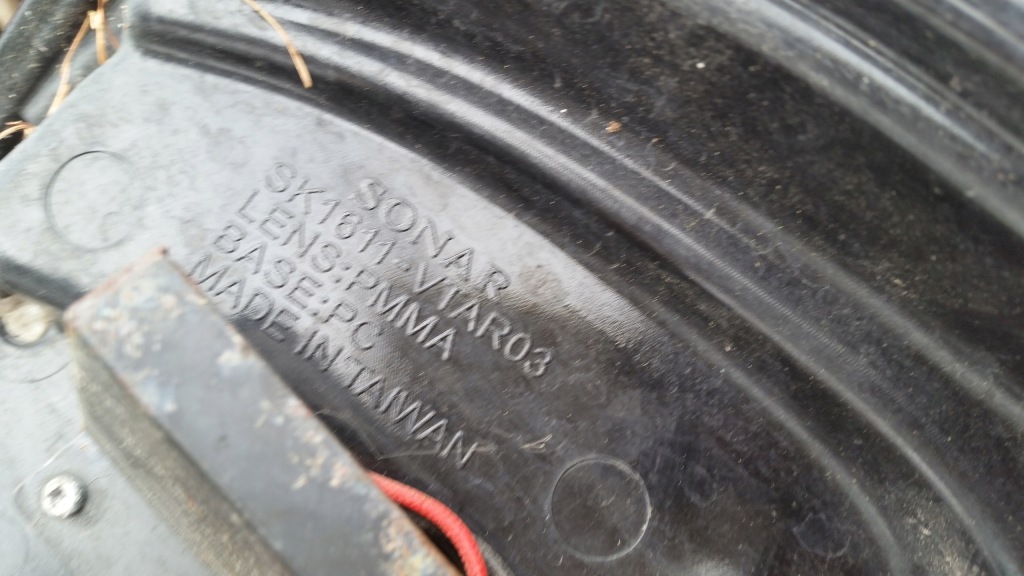 SONAR
SK1611-VTAR03
LENS:PMMA
BASE:PC
MADE IN TAIWAN